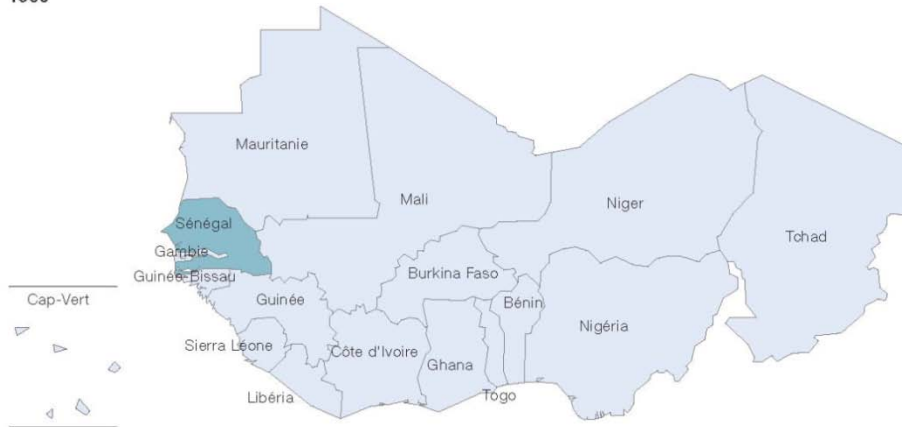 Mauritanie
Mali
Niger
Tchad
Sénégal
Gambie
Guinée-Bissau
Burkina Faso
Cap-Vert
Guinée
Bénin
Nigéria
Sierra Léone
Côte d'Ivoire
Ghana
Libéria
Togo